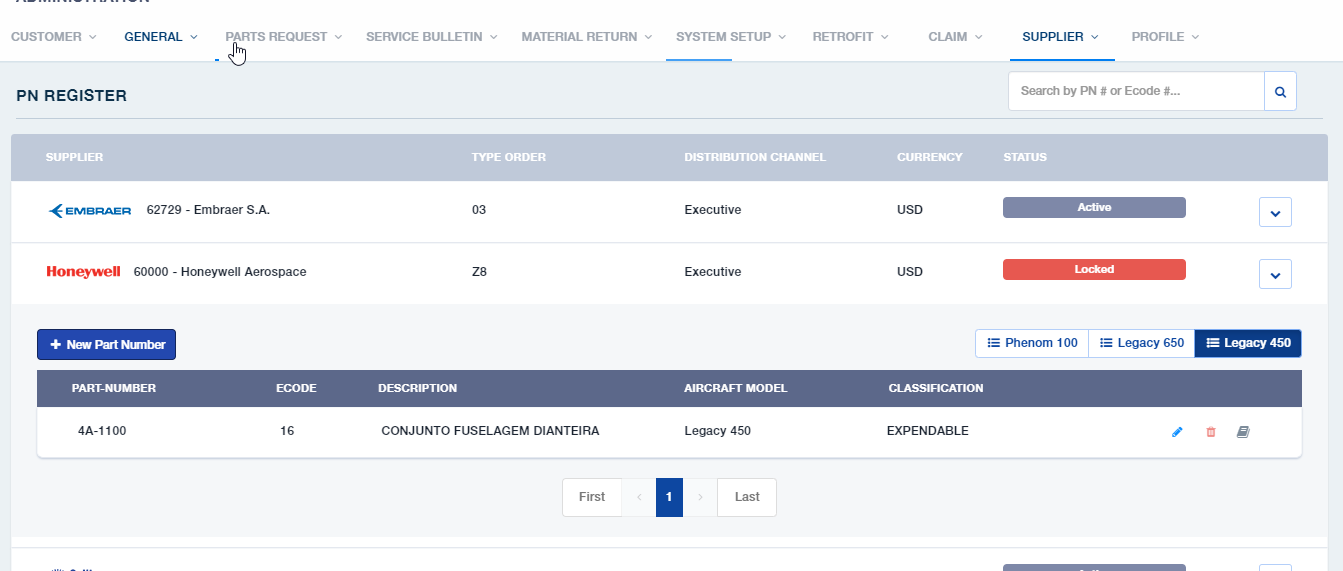 ADMINISTRATION
CUSTOMER GENERAL PARTS REQUEST SERVICE BULLETIN MATERIAL RETURN SYSTEM SETUP RETROFIT CLAIM SUPPLIER PROFILE
PN REGISTER
Search by PN # or Ecode #...
SUPPLIER TYPE ORDER DISTRIBUTION CHANNEL CURRENCY STATUS
EMBRAER 62729 - Embraer S.A. 03 Executive USD Active
Honeywell 60000 - Honeywell Aerospace Z8 Executive USD Locked
+ New Part Number Phenom 100 Legacy 650 Legacy 450
PART-NUMBER ECODE DESCRIPTION AIRCRAFT MODEL CLASSIFICATION
4A-1100 16 CONJUNTO FUSELAGEM DIANTEIRA Legacy 450 EXPENDABLE
First ‹ 1 › Last